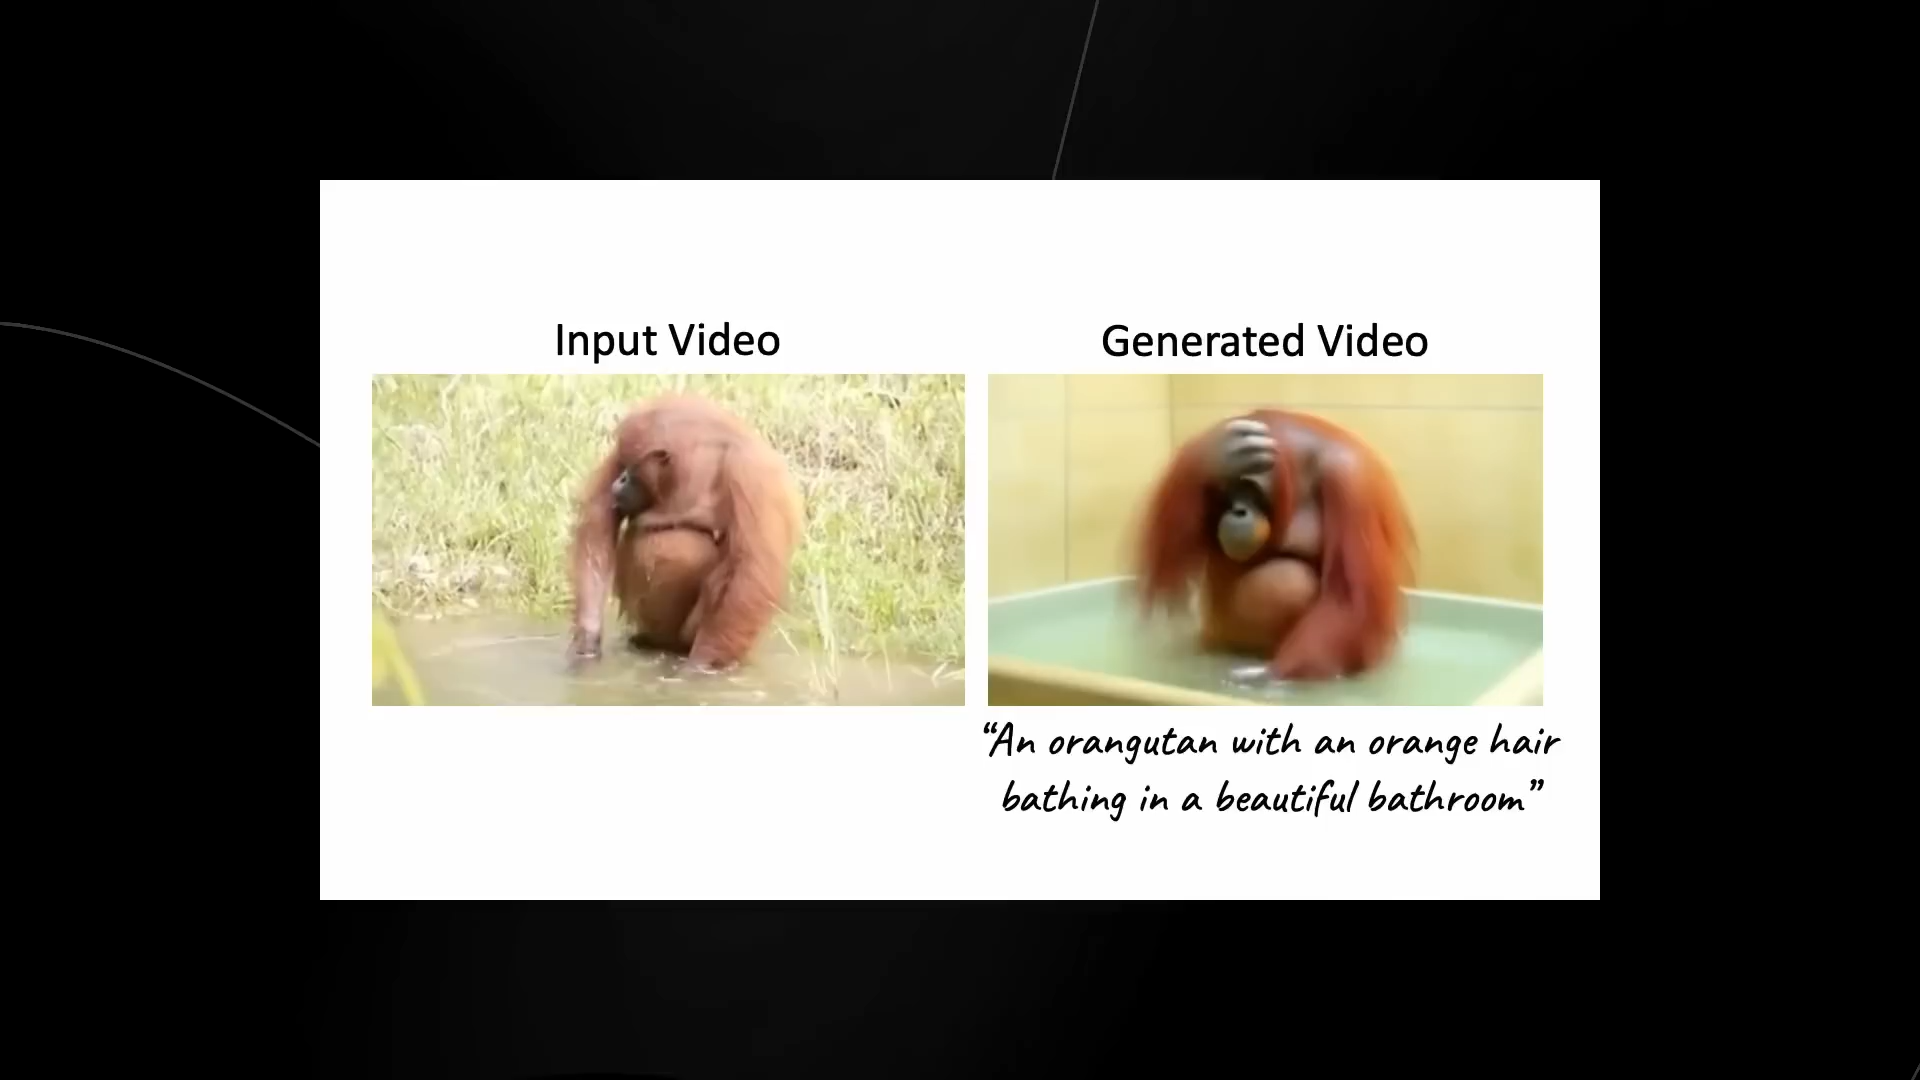 Input Video
Generated Video
“An orangutan with an orange hair
bathing in a beautiful bathroom”